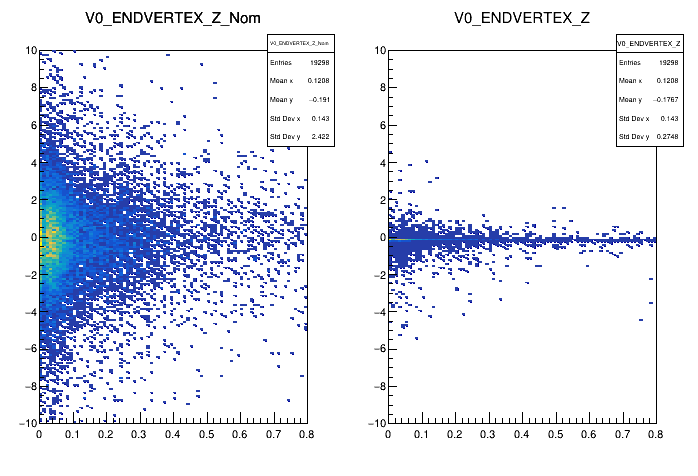 V0_ENDVERTEX_Z_Nom
V0_ENDVERTEX_Z_Nom
Entries 19298
Mean x 0.1208
Mean y −0.191
Std Dev x 0.143
Std Dev y 2.422
10
8
6
4
2
0
−2
−4
−6
−8
−10
0 0.1 0.2 0.3 0.4 0.5 0.6 0.7 0.8
V0_ENDVERTEX_Z
V0_ENDVERTEX_Z
Entries 19298
Mean x 0.1208
Mean y −0.1767
Std Dev x 0.143
Std Dev y 0.2748
10
8
6
4
2
0
−2
−4
−6
−8
−10
0 0.1 0.2 0.3 0.4 0.5 0.6 0.7 0.8